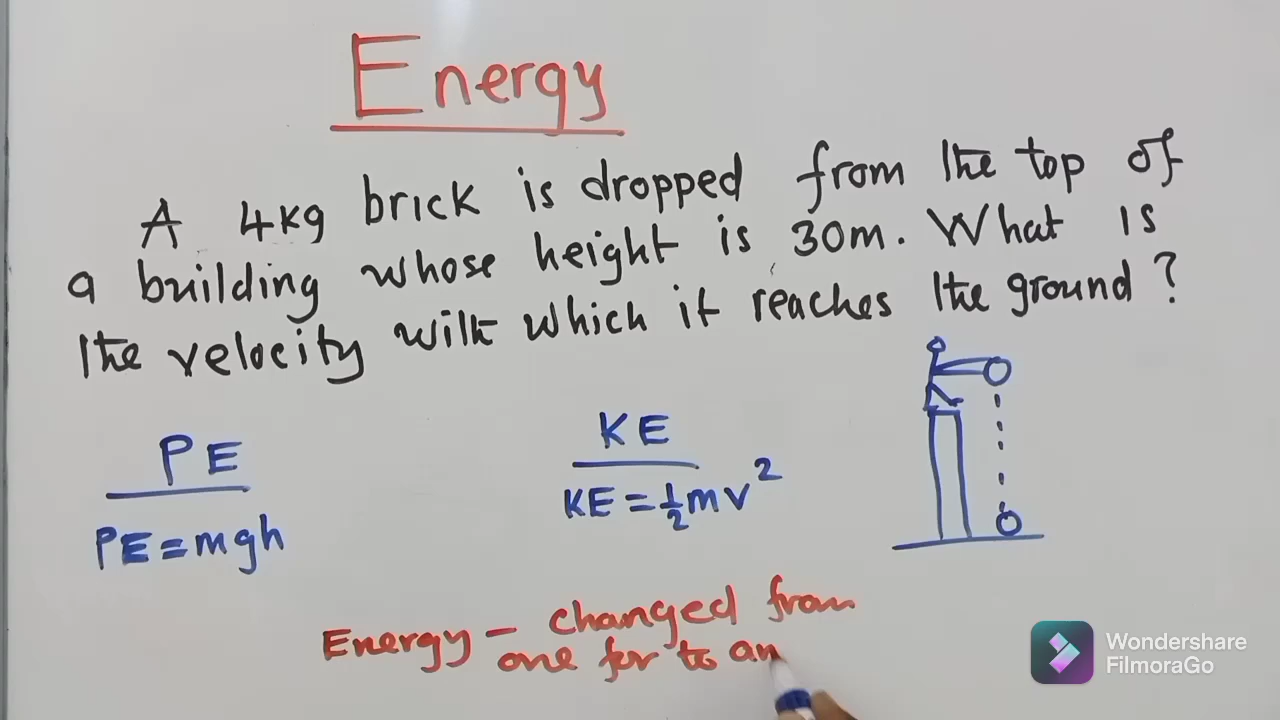 Energy
A 4kg brick is dropped from the top of
a building whose height is 30m. What is
the velocity with which it reaches the ground?
PE
PE=mgh
KE
KE=½mv²
Energy - changed from
one for to an
Wondershare
FilmoraGo